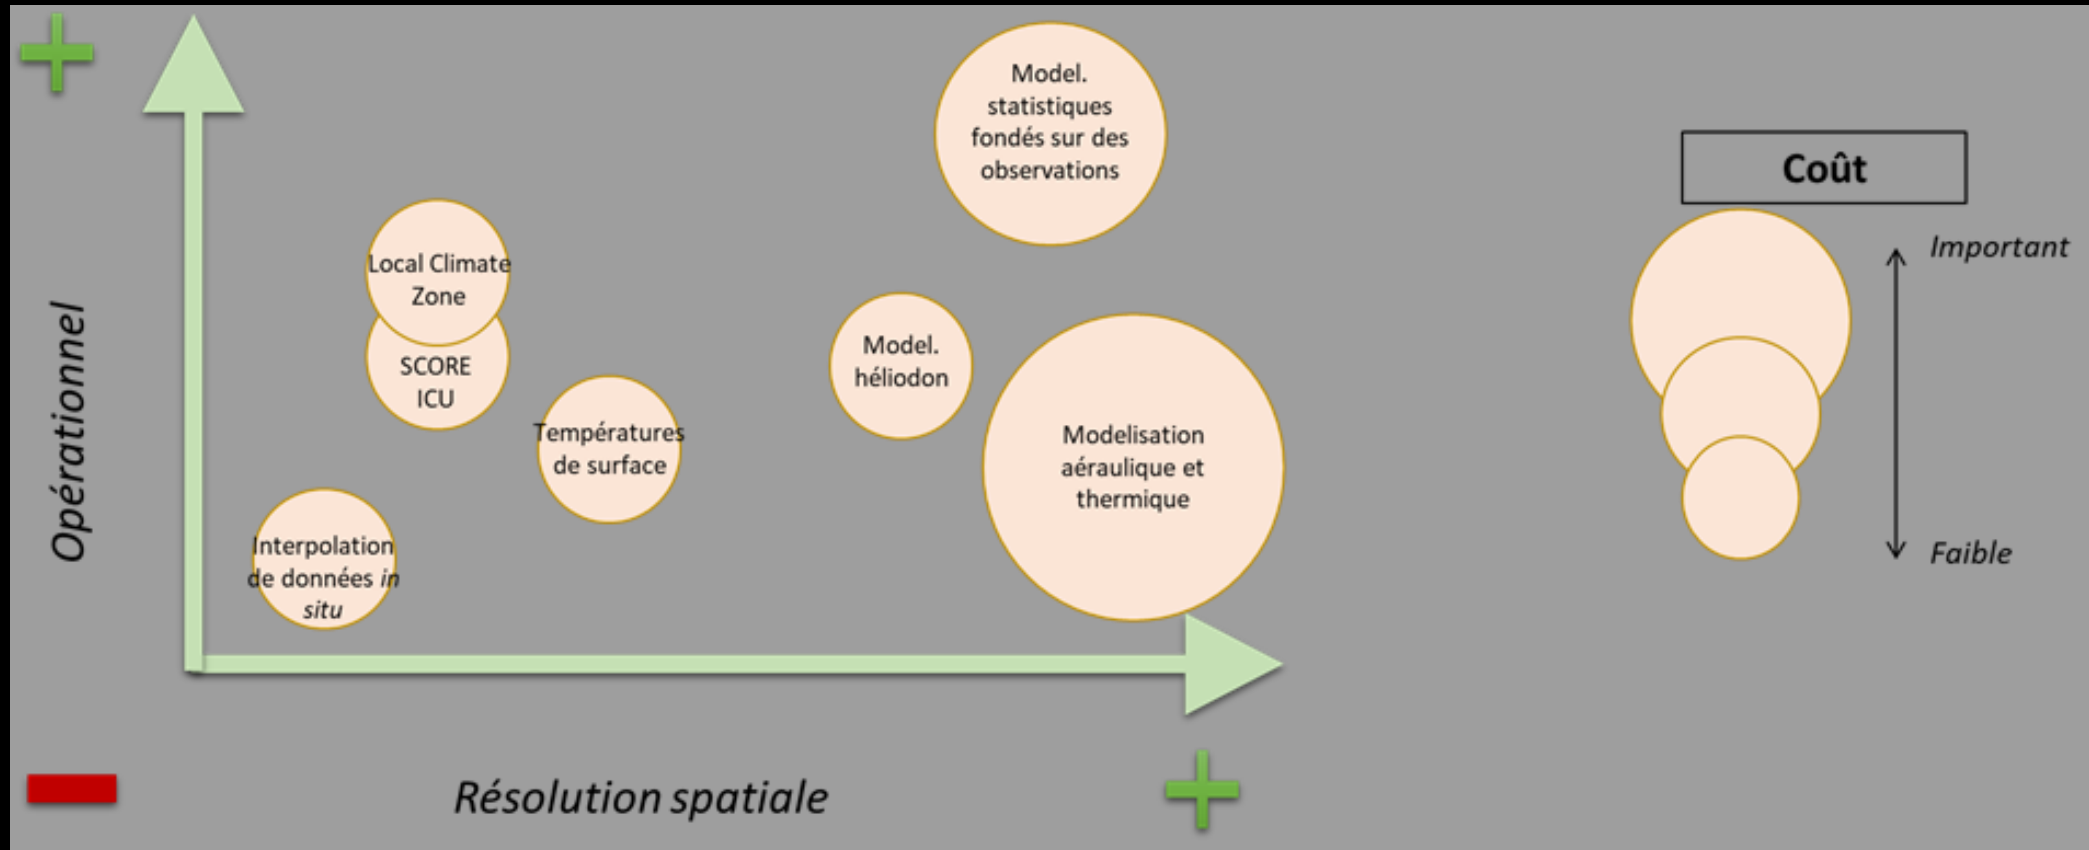 Opérationnel
Model.
statistiques
fondés sur des
observations
Local Climate
Zone
SCORE
ICU
Températures
de surface
Interpolation
de données in
situ
Model.
héliodon
Modelisation
aéraulique et
thermique
Résolution spatiale
Coût
Important
Faible